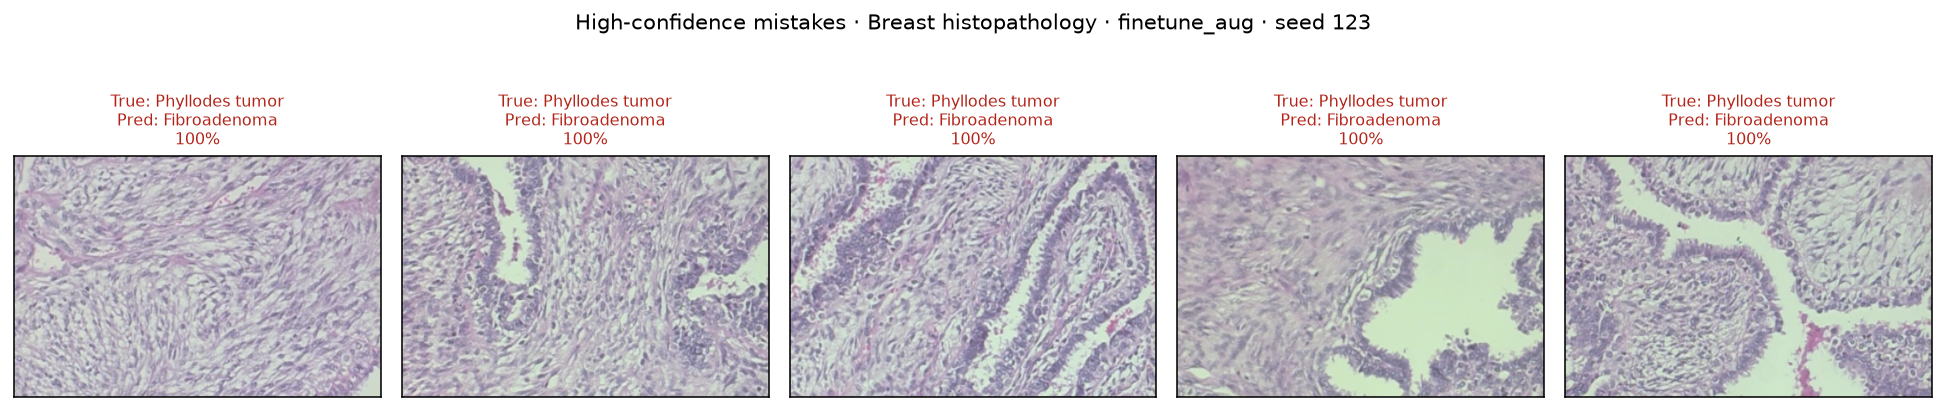 High-confidence mistakes · Breast histopathology · finetune_aug · seed 123
True: Phyllodes tumor
Pred: Fibroadenoma
100%
True: Phyllodes tumor
Pred: Fibroadenoma
100%
True: Phyllodes tumor
Pred: Fibroadenoma
100%
True: Phyllodes tumor
Pred: Fibroadenoma
100%
True: Phyllodes tumor
Pred: Fibroadenoma
100%